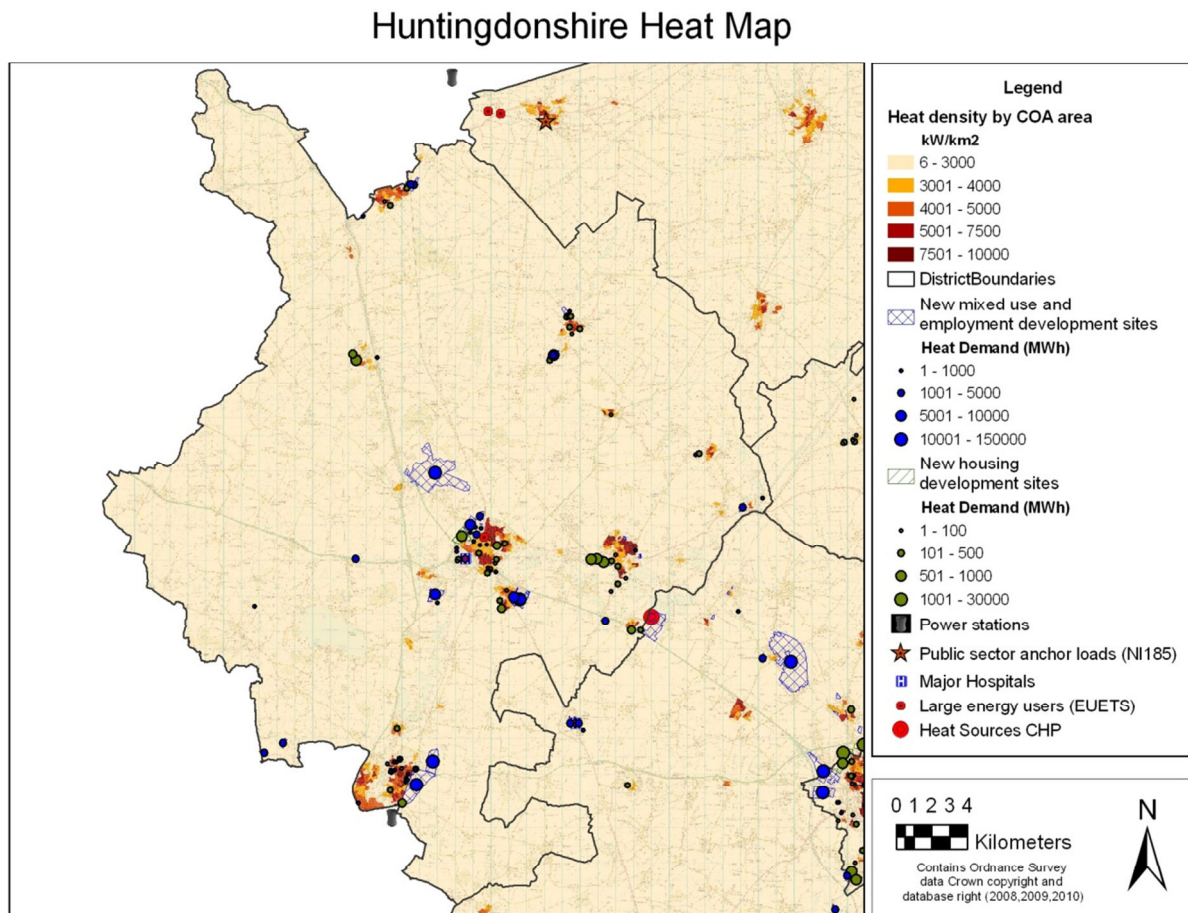 Huntingdonshire Heat Map
Legend
Heat density by COA area
kW/km2
6 - 3000
3001 - 4000
4001 - 5000
5001 - 7500
7501 - 10000
DistrictBoundaries
New mixed use and
employment development sites
Heat Demand (MWh)
1 - 1000
1001 - 5000
5001 - 10000
10001 - 150000
New housing
development sites
Heat Demand (MWh)
1 - 100
101 - 500
501 - 1000
1001 - 30000
Power stations
Public sector anchor loads (NI185)
H Major Hospitals
Large energy users (EUETS)
Heat Sources CHP
0 1 2 3 4
Kilometers
N
Contains Ordnance Survey
data Crown copyright and
database right (2008,2009,2010)